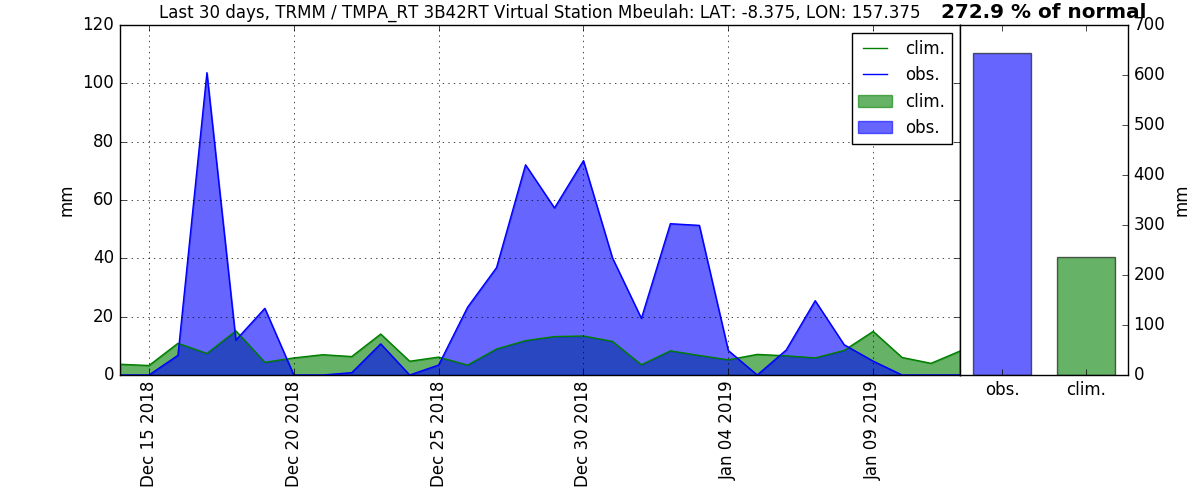 Last 30 days, TRMM / TMPA_RT 3B42RT Virtual Station Mbeulah: LAT: -8.375, LON: 157.375
272.9 % of normal
120
100
80
60
40
20
0
mm
clim.
obs.
clim.
obs.
Dec 15 2018
Dec 20 2018
Dec 25 2018
Dec 30 2018
Jan 04 2019
Jan 09 2019
700
600
500
400
300
200
100
0
mm
obs.
clim.